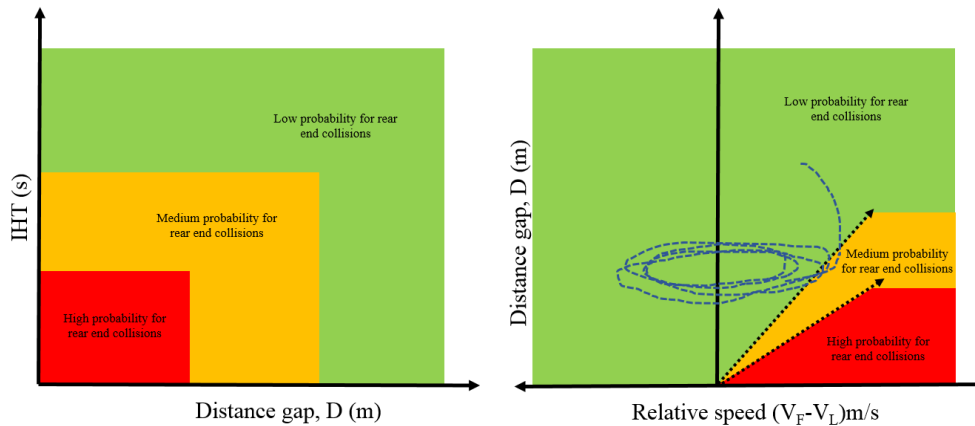 IHT (s)
Low probability for rear
end collisions
Medium probability for
rear end collisions
High probability for
rear end collisions
Distance gap, D (m)
Distance gap, D (m)
Low probability for rear
end collisions
Medium probability
for rear end collisions
High probability for
rear end collisions
Relative speed (V_F-V_L)m/s